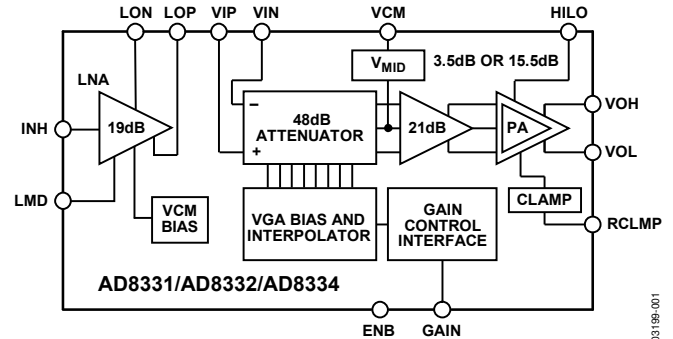 LON LOP VIP VIN VCM HILO
LNA
V_MID 3.5dB OR 15.5dB
INH
19dB
–
48dB
ATTENUATOR
+
21dB
PA
VOH
VOL
LMD
VCM
BIAS
VGA BIAS AND
INTERPOLATOR
GAIN
CONTROL
INTERFACE
CLAMP
RCLMP
AD8331/AD8332/AD8334
ENB GAIN
03199-001